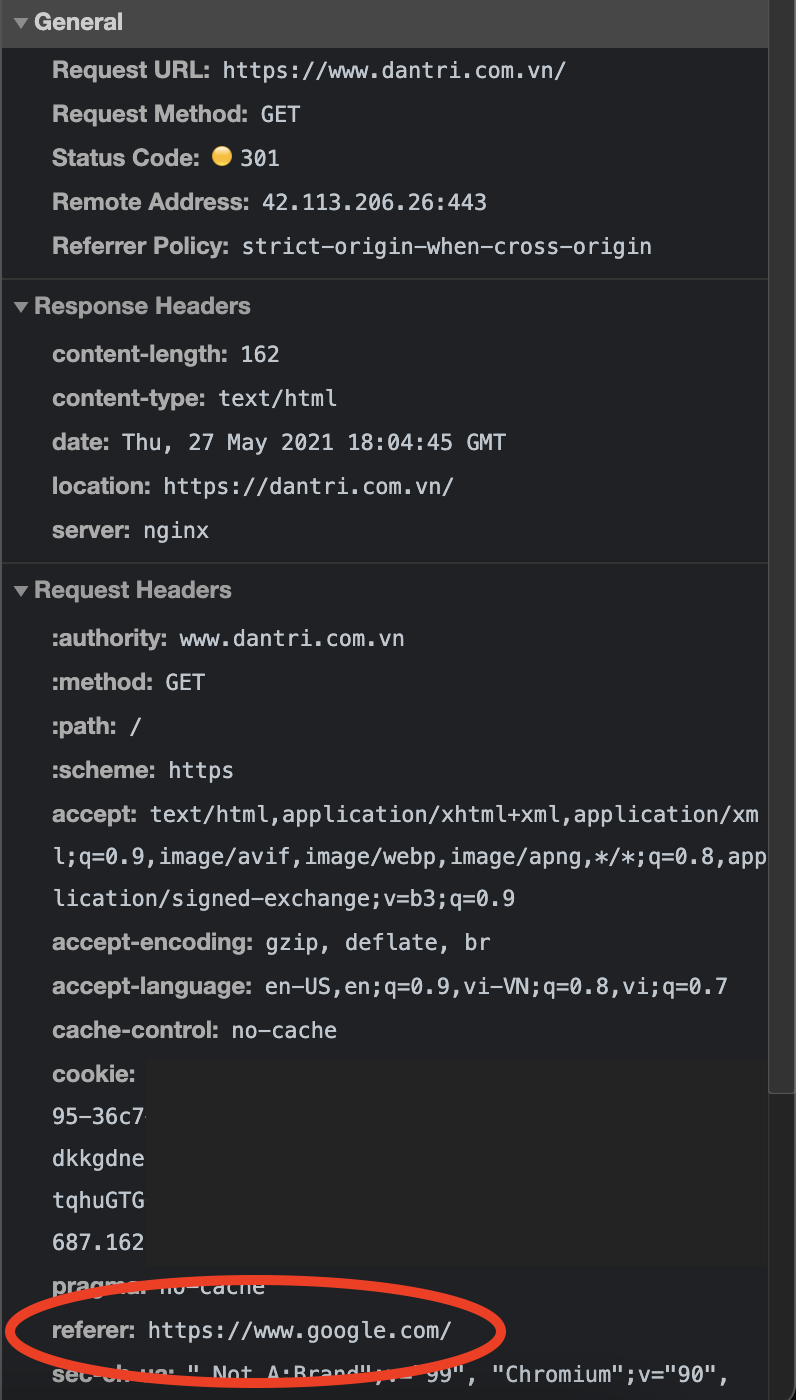 General
Request URL: https://www.dantri.com.vn/
Request Method: GET
Status Code: 301
Remote Address: 42.113.206.26:443
Referrer Policy: strict-origin-when-cross-origin
Response Headers
content-length: 162
content-type: text/html
date: Thu, 27 May 2021 18:04:45 GMT
location: https://dantri.com.vn/
server: nginx
Request Headers
:authority: www.dantri.com.vn
:method: GET
:path: /
:scheme: https
accept: text/html,application/xhtml+xml,application/xm
l;q=0.9,image/avif,image/webp,image/apng,*/*;q=0.8,app
lication/signed-exchange;v=b3;q=0.9
accept-encoding: gzip, deflate, br
accept-language: en-US,en;q=0.9,vi-VN;q=0.8,vi;q=0.7
cache-control: no-cache
cookie:
95-36c7-
dkkgdne
tqhuGTG
687.162
pragma: no-cache
referer: https://www.google.com/
sec-ch-ua: " Not A;Brand";v="99", "Chromium";v="90",